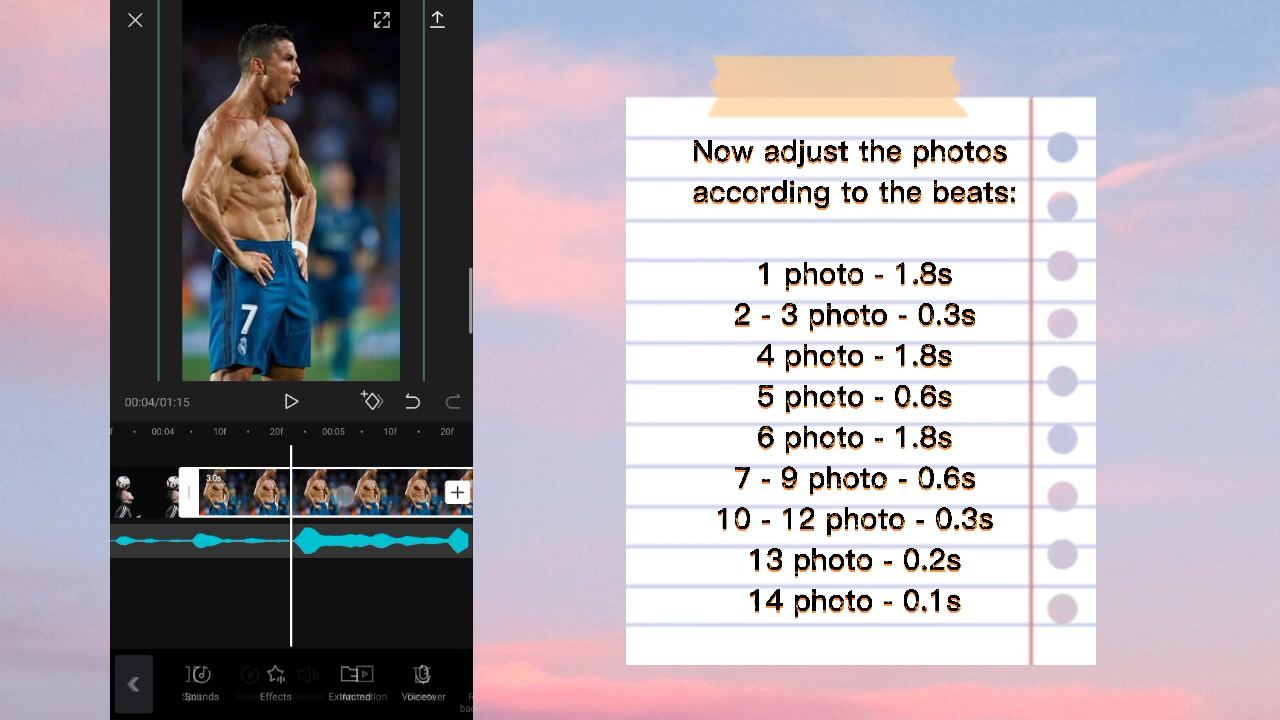 7
00:04/01:15
00:04
10f
20f
00:05
10f
20f
3.0s
Sounds
Effects
Extracted
Voiceover
Now adjust the photos
according to the beats:
1 photo - 1.8s
2 - 3 photo - 0.3s
4 photo - 1.8s
5 photo - 0.6s
6 photo - 1.8s
7 - 9 photo - 0.6s
10 - 12 photo - 0.3s
13 photo - 0.2s
14 photo - 0.1s